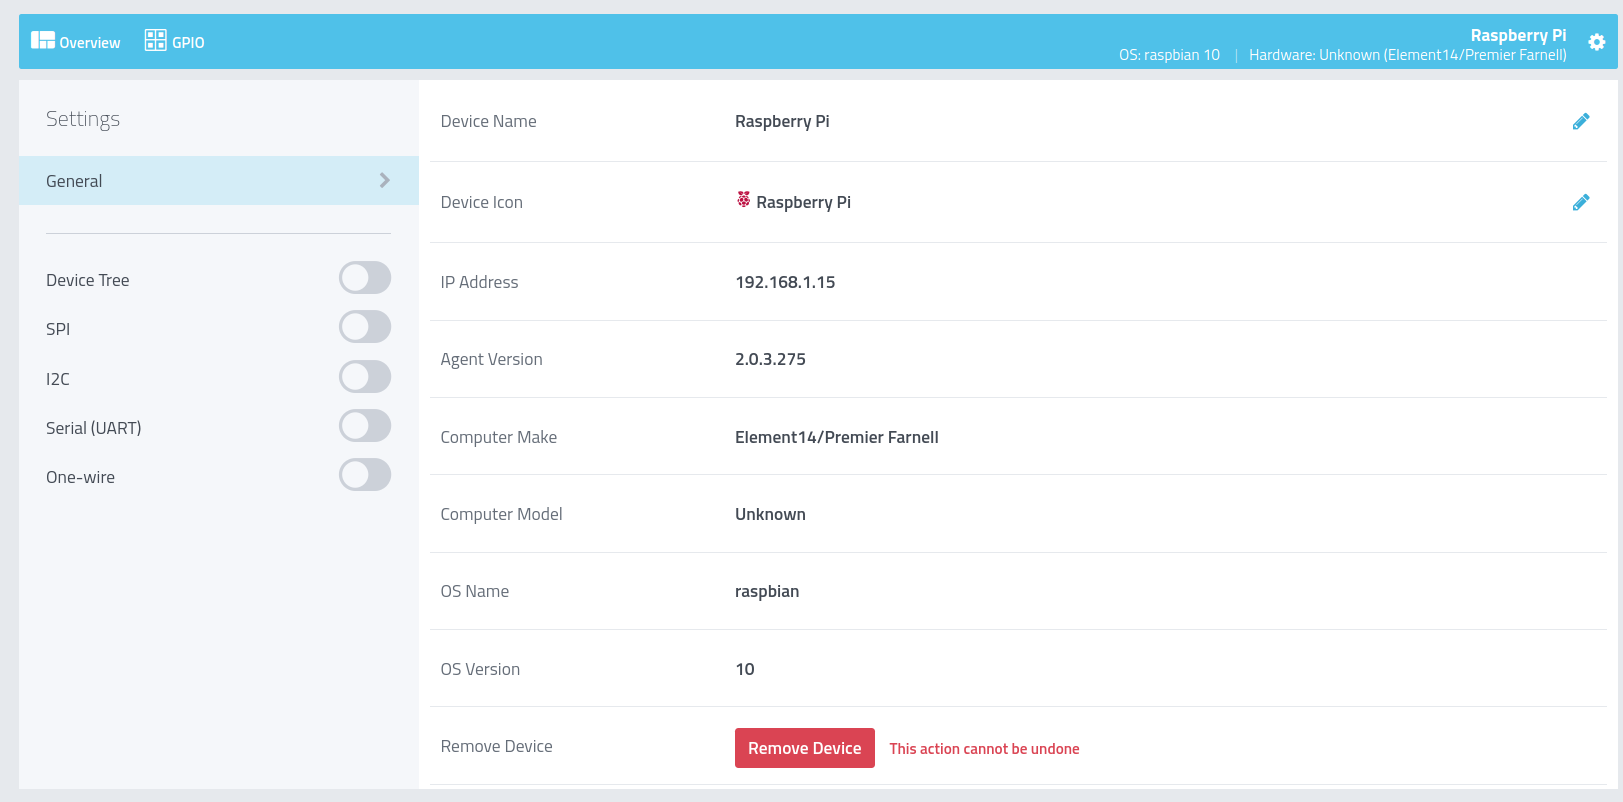 Overview GPIO
Raspberry Pi
OS: raspbian 10 | Hardware: Unknown (Element14/Premier Farnell)
Settings
General
Device Tree
SPI
I2C
Serial (UART)
One-wire
Device Name Raspberry Pi
Device Icon Raspberry Pi
IP Address 192.168.1.15
Agent Version 2.0.3.275
Computer Make Element14/Premier Farnell
Computer Model Unknown
OS Name raspbian
OS Version 10
Remove Device Remove Device This action cannot be undone